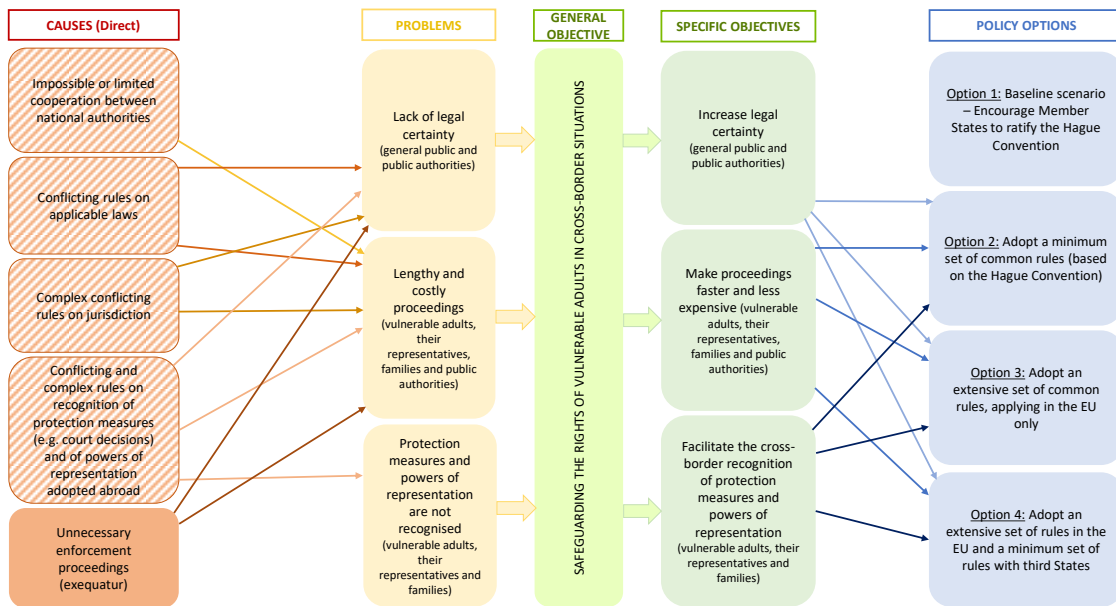 CAUSES (Direct)
Impossible or limited
cooperation between
national authorities
Conflicting rules on
applicable laws
Complex conflicting
rules on jurisdiction
Conflicting and
complex rules on
recognition of
protection measures
(e.g. court decisions)
and of powers of
representation
adopted abroad
Unnecessary
enforcement
proceedings
(exequatur)
PROBLEMS
Lack of legal
certainty
(general public and
public authorities)
Lengthy and
costly
proceedings
(vulnerable adults,
their
representatives,
families and public
authorities)
Protection
measures and
powers of
representation
are not
recognised
(vulnerable adults,
their
representatives and
families)
GENERAL
OBJECTIVE
SAFEGUARDING THE RIGHTS OF VULNERABLE ADULTS IN CROSS-BORDER SITUATIONS
SPECIFIC OBJECTIVES
Increase legal
certainty
(general public and
public authorities)
Make proceedings
faster and less
expensive (vulnerable
adults, their
representatives,
families and public
authorities)
Facilitate the cross-
border recognition
of protection
measures and
powers of
representation
(vulnerable adults, their
representatives and
families)
POLICY OPTIONS
Option 1: Baseline scenario
– Encourage Member
States to ratify the Hague
Convention
Option 2: Adopt a minimum
set of common rules (based
on the Hague Convention)
Option 3: Adopt an
extensive set of common
rules, applying in the EU
only
Option 4: Adopt an
extensive set of rules in the
EU and a minimum set of
rules with third States